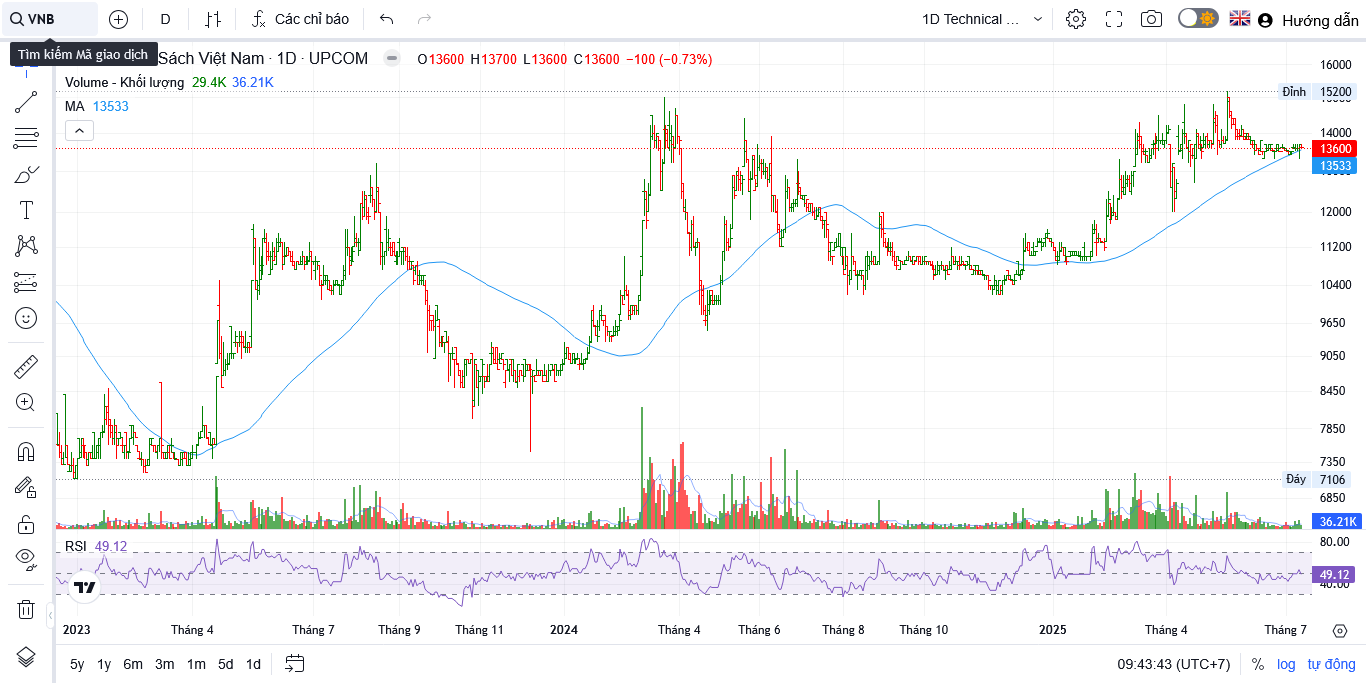 VNB D Các chỉ báo 1D Technical ... Hướng dẫn
Tìm kiếm Mã giao dịch
Sách Việt Nam · 1D · UPCOM O13600 H13700 L13600 C13600 −100 (−0.73%)
Volume - Khối lượng 29.4K 36.21K
MA 13533
16000
Đỉnh 15200
14000
13600
13533
12000
11200
10400
9650
9050
8450
7850
7350
Đáy 7106
6850
36.21K
RSI 49.12
80.00
49.12
40.00
2023 Tháng 4 Tháng 7 Tháng 9 Tháng 11 2024 Tháng 4 Tháng 6 Tháng 8 Tháng 10 2025 Tháng 4 Tháng 7
5y 1y 6m 3m 1m 5d 1d 09:43:43 (UTC+7) % log tự động